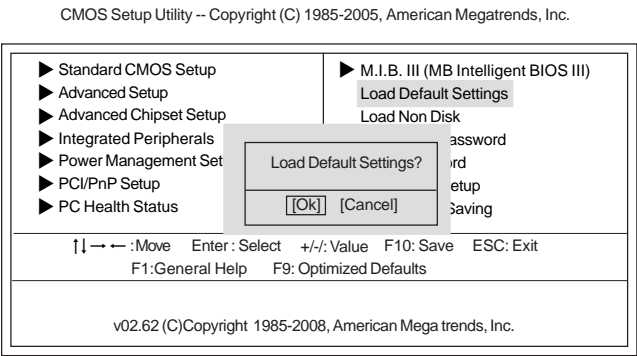 CMOS Setup Utility -- Copyright (C) 1985-2005, American Megatrends, Inc.
▶ Standard CMOS Setup
▶ Advanced Setup
▶ Advanced Chipset Setup
▶ Integrated Peripherals
▶ Power Management Set
▶ PCI/PnP Setup
▶ PC Health Status
▶ M.I.B. III (MB Intelligent BIOS III)
Load Default Settings
Load Non Disk
assword
rd
etup
Saving
Load Default Settings?
[Ok] [Cancel]
↑↓→←:Move Enter : Select +/-/: Value F10: Save ESC: Exit
F1:General Help F9: Optimized Defaults
v02.62 (C)Copyright 1985-2008, American Mega trends, Inc.